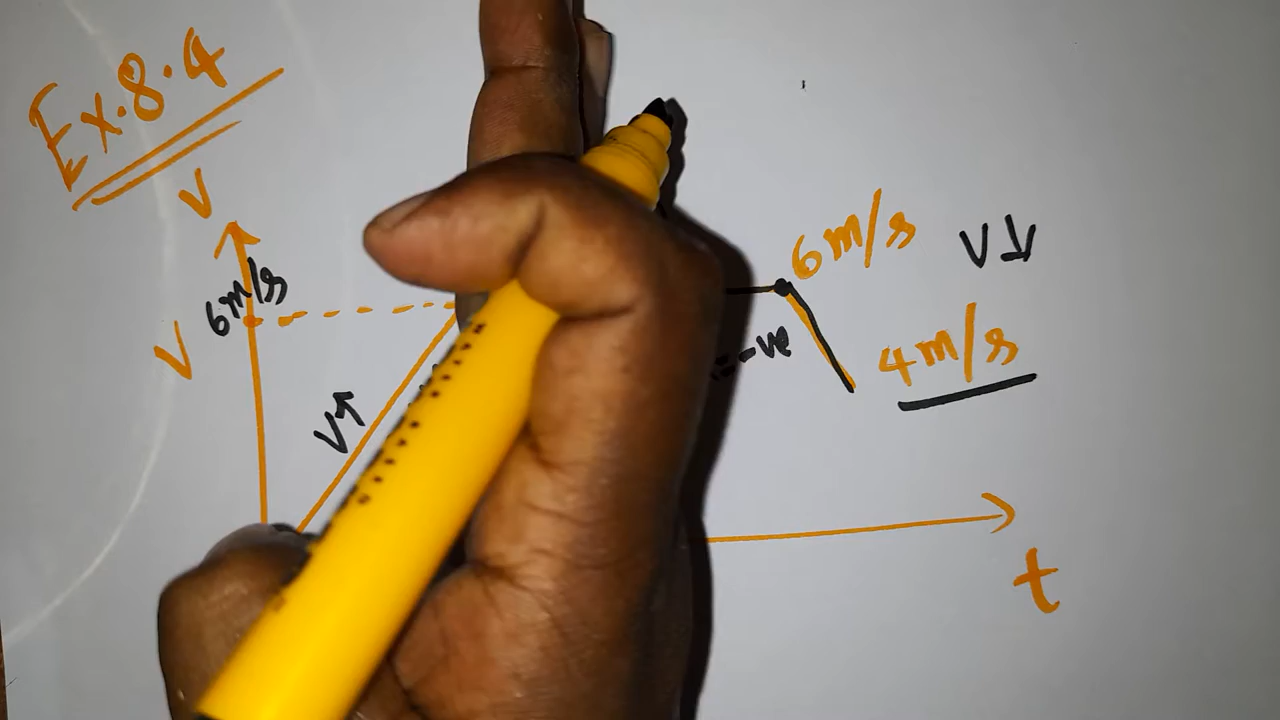 Ex.8.4
V
6m/s
V
V↑
6m/s
V↓
=-ve
4m/s
t